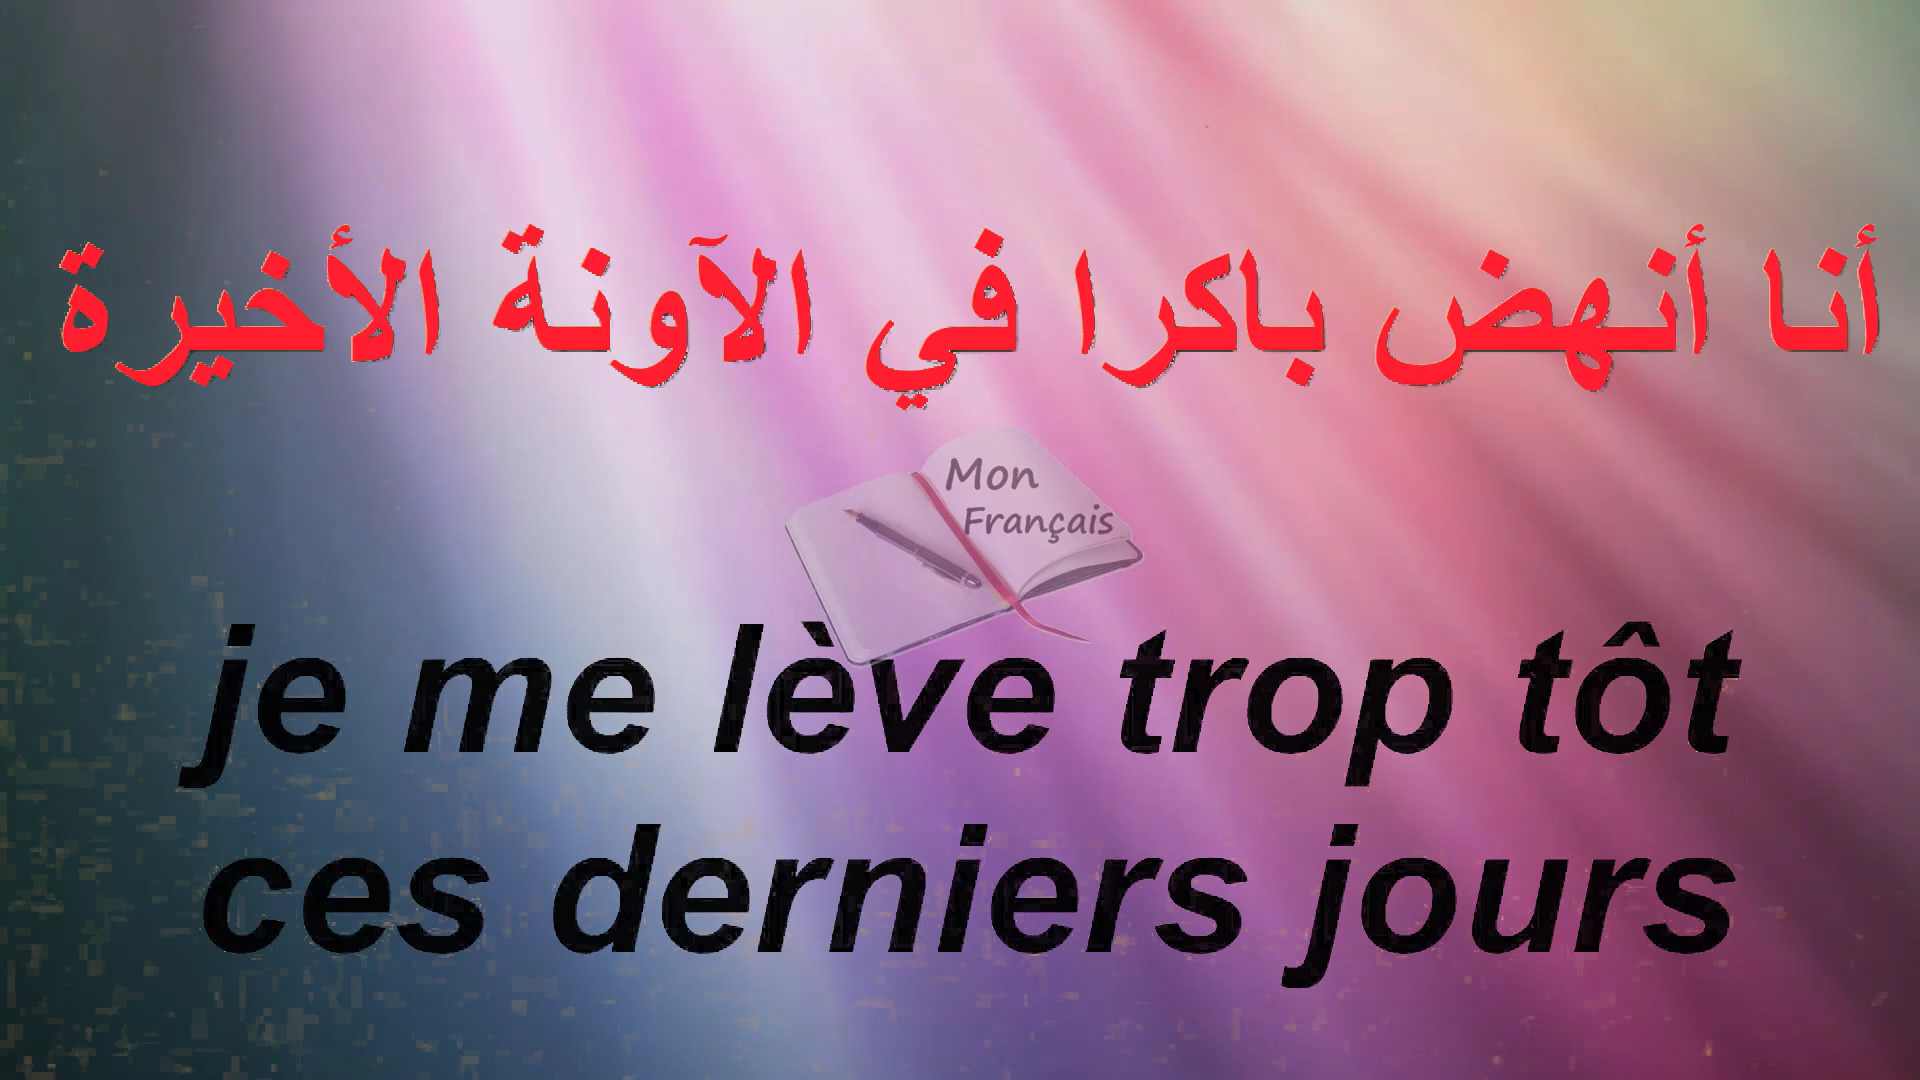 أنا أنهض باكرا في الآونة الأخيرة
Mon
Français
je me lève trop tôt
ces derniers jours